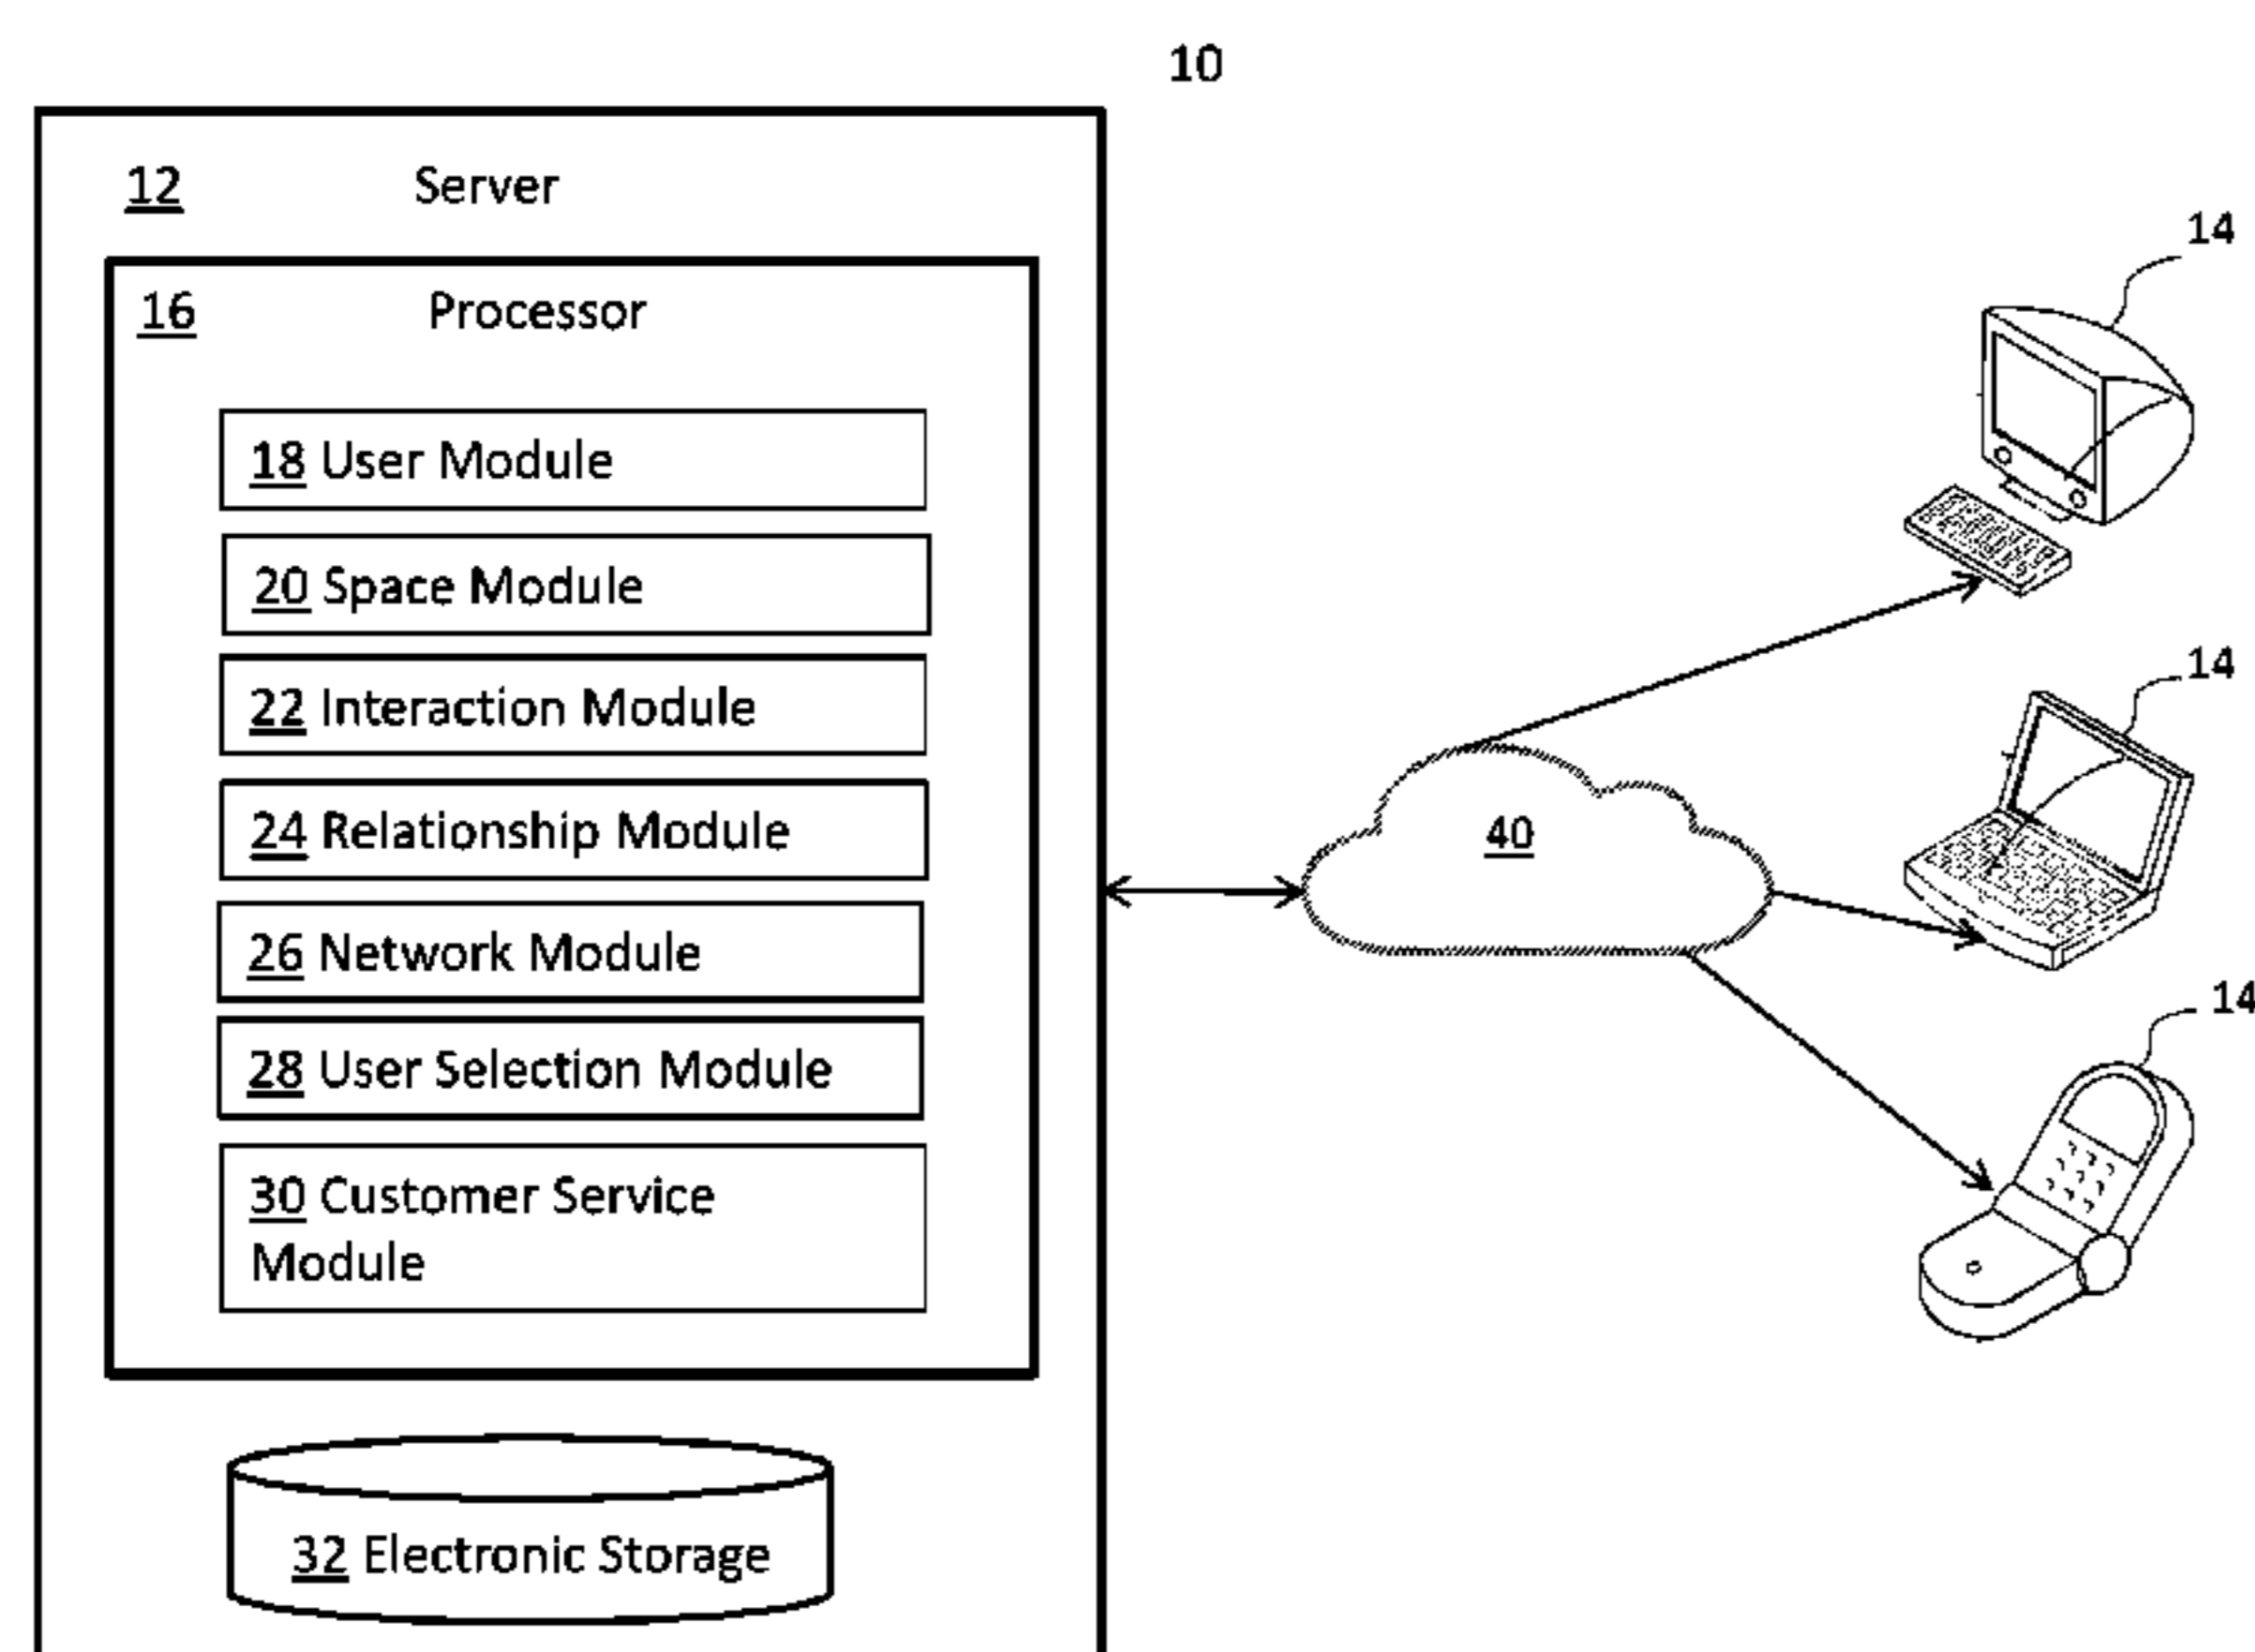 10
12 Server
16 Processor
18 User Module
20 Space Module
22 Interaction Module
24 Relationship Module
26 Network Module
28 User Selection Module
30 Customer Service
Module
32 Electronic Storage
40
14
14
14